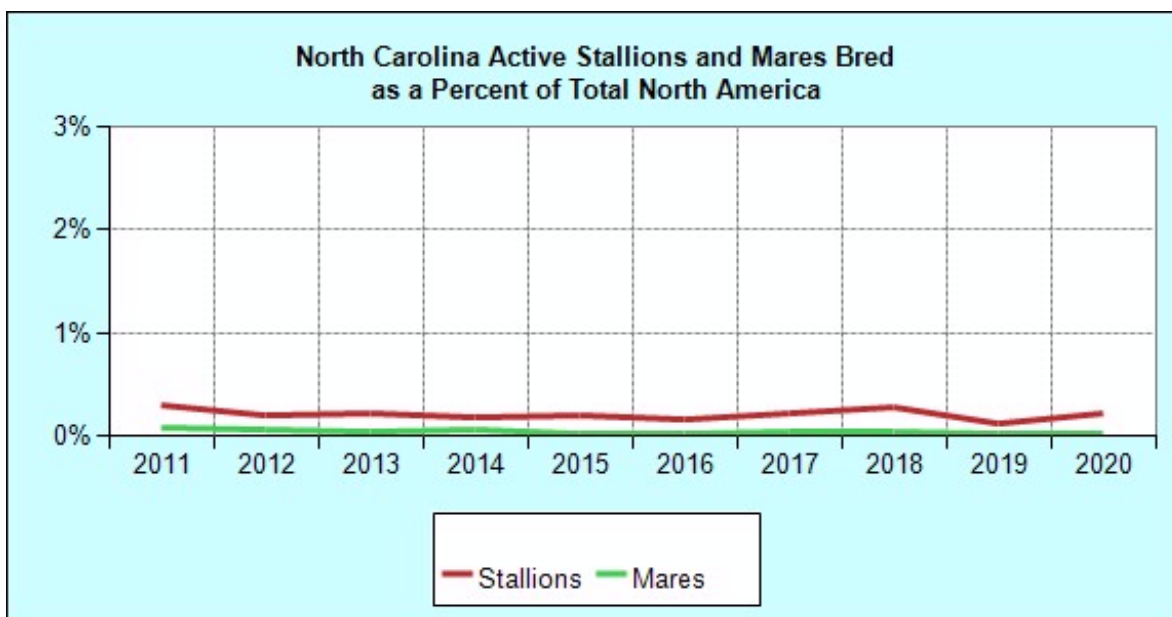 North Carolina Active Stallions and Mares Bred
as a Percent of Total North America
3%
2%
1%
0%
2011 2012 2013 2014 2015 2016 2017 2018 2019 2020
Stallions Mares